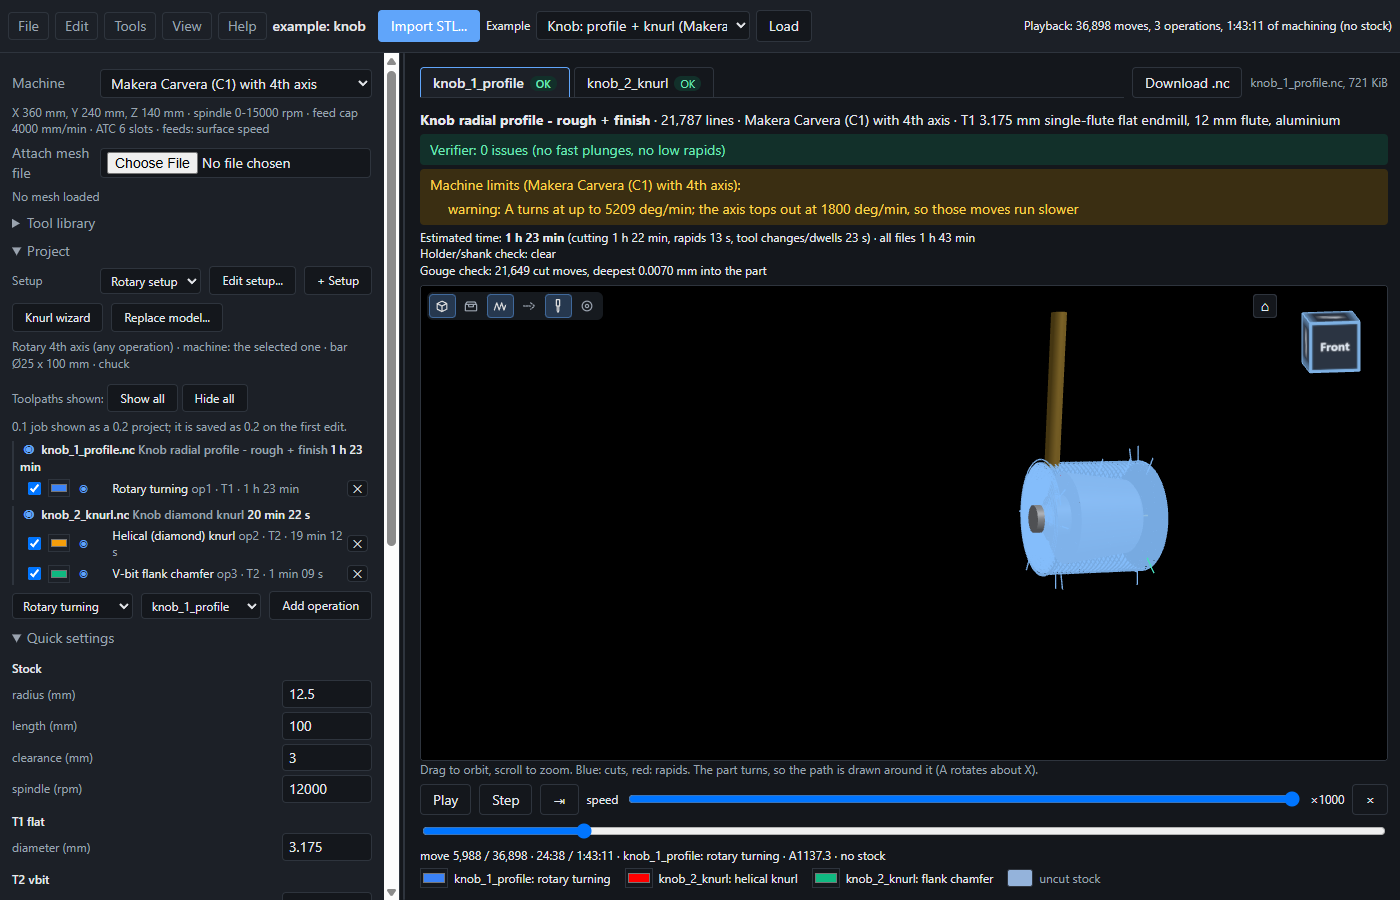 File Edit Tools View Help example: knob Import STL... Example Knob: profile + knurl (Makera Load Playback: 36,898 moves, 3 operations, 1:43:11 of machining (no stock)
Machine Makera Carvera (C1) with 4th axis
X 360 mm, Y 240 mm, Z 140 mm · spindle 0-15000 rpm · feed cap
4000 mm/min · ATC 6 slots · feeds: surface speed
Attach mesh
file Choose File No file chosen
No mesh loaded
Tool library
Project
Setup Rotary setup Edit setup... + Setup
Knurl wizard Replace model...
Rotary 4th axis (any operation) · machine: the selected one · bar
Ø25 x 100 mm · chuck
Toolpaths shown: Show all Hide all
0.1 job shown as a 0.2 project; it is saved as 0.2 on the first edit.
knob_1_profile.nc Knob radial profile - rough + finish 1 h 23
min
Rotary turning op1 · T1 · 1 h 23 min
knob_2_knurl.nc Knob diamond knurl 20 min 22 s
Helical (diamond) knurl op2 · T2 · 19 min 12
s
V-bit flank chamfer op3 · T2 · 1 min 09 s
Rotary turning knob_1_profile Add operation
Quick settings
Stock
radius (mm) 12.5
length (mm) 100
clearance (mm) 3
spindle (rpm) 12000
T1 flat
diameter (mm) 3.175
T2 vbit
knob_1_profile OK knob_2_knurl OK Download .nc knob_1_profile.nc, 721 KiB
Knob radial profile - rough + finish · 21,787 lines · Makera Carvera (C1) with 4th axis · T1 3.175 mm single-flute flat endmill, 12 mm flute, aluminium
Verifier: 0 issues (no fast plunges, no low rapids)
Machine limits (Makera Carvera (C1) with 4th axis):
warning: A turns at up to 5209 deg/min; the axis tops out at 1800 deg/min, so those moves run slower
Estimated time: 1 h 23 min (cutting 1 h 22 min, rapids 13 s, tool changes/dwells 23 s) · all files 1 h 43 min
Holder/shank check: clear
Gouge check: 21,649 cut moves, deepest 0.0070 mm into the part
Front
Drag to orbit, scroll to zoom. Blue: cuts, red: rapids. The part turns, so the path is drawn around it (A rotates about X).
Play Step speed ×1000 ×
move 5,988 / 36,898 · 24:38 / 1:43:11 · knob_1_profile: rotary turning · A1137.3 · no stock
knob_1_profile: rotary turning knob_2_knurl: helical knurl knob_2_knurl: flank chamfer uncut stock